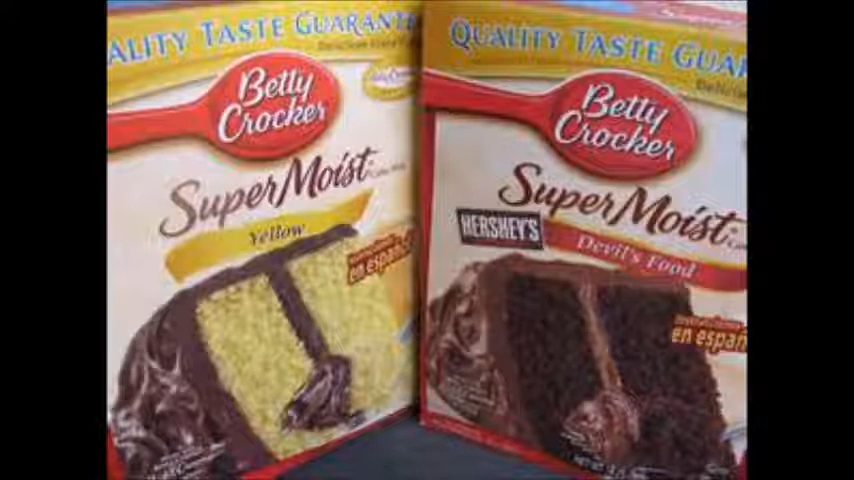 ALITY TASTE GUARANTE
Betty
Crocker
SuperMoist
Yellow
en español
QUALITY TASTE GUAR
Betty
Crocker
SuperMoist
HERSHEY'S
Devil's Food
en españ